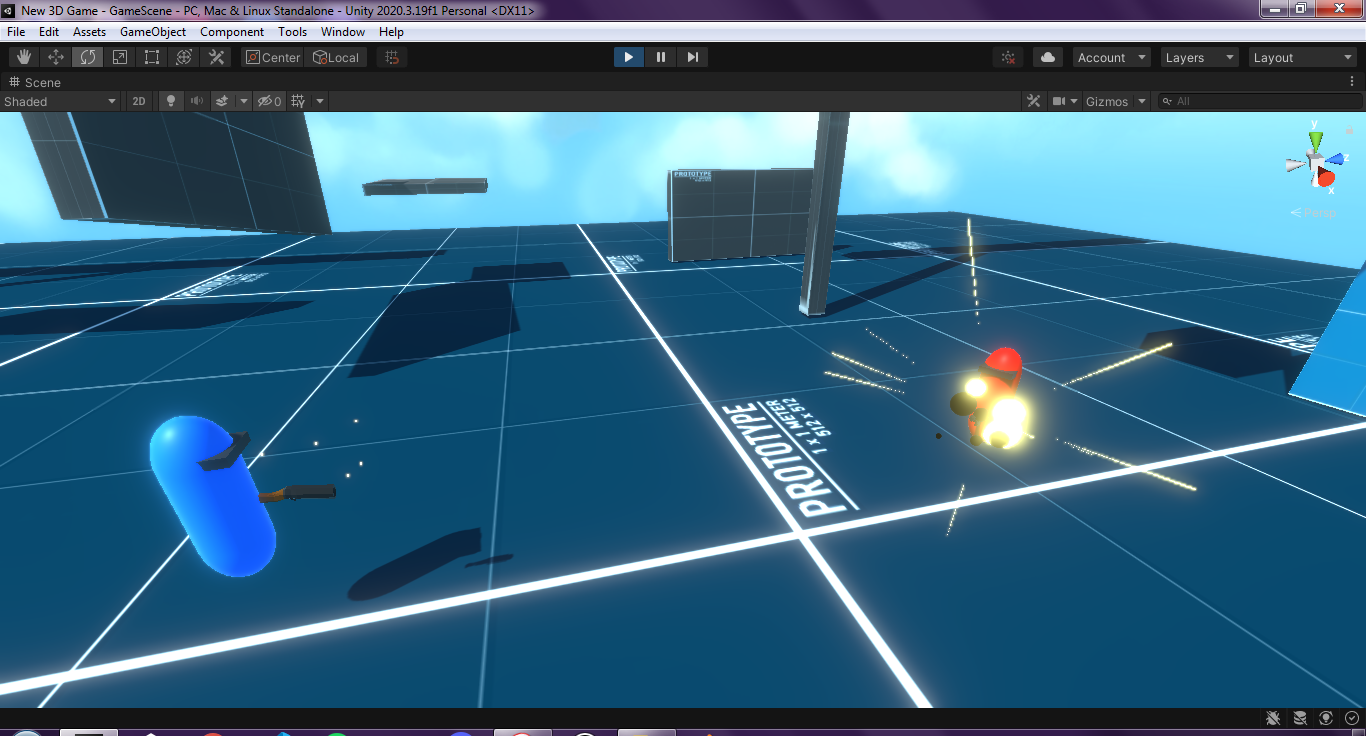 New 3D Game - GameScene - PC, Mac & Linux Standalone - Unity 2020.3.19f1 Personal <DX11>
File Edit Assets GameObject Component Tools Window Help
Center Local Account Layers Layout
Scene
Shaded 2D 0 Gizmos All
y
z
x
Persp
PROTOTYPE
PROTOTYPE
1 X 1 METER
512 X 512